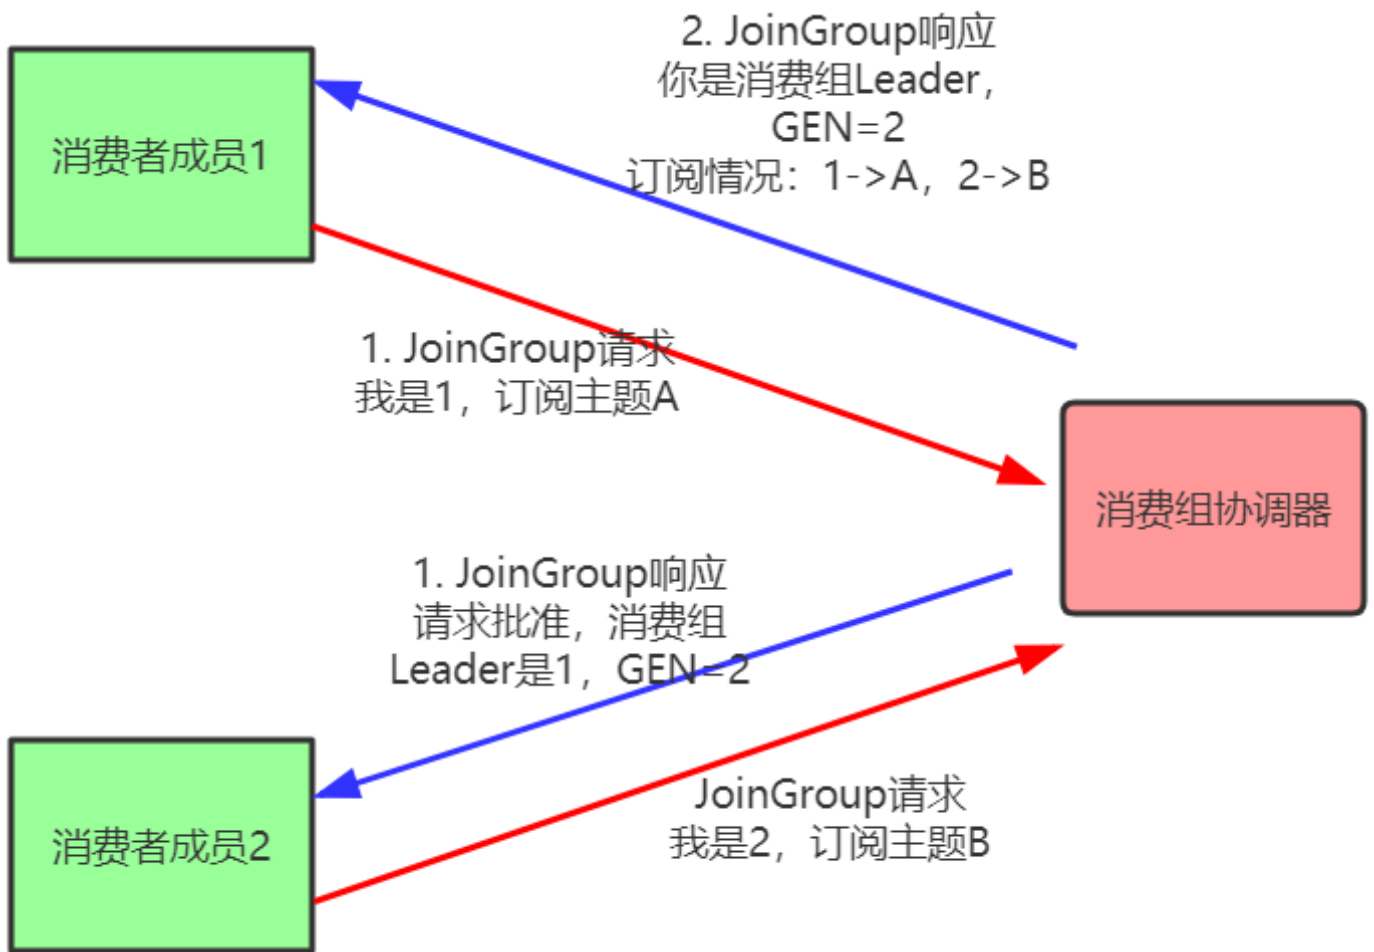 2. JoinGroup响应
你是消费组Leader，
GEN=2
订阅情况：1->A，2->B
消费者成员1
1. JoinGroup请求
我是1，订阅主题A
消费组协调器
1. JoinGroup响应
请求批准，消费组
Leader是1，GEN=2
JoinGroup请求
我是2，订阅主题B
消费者成员2